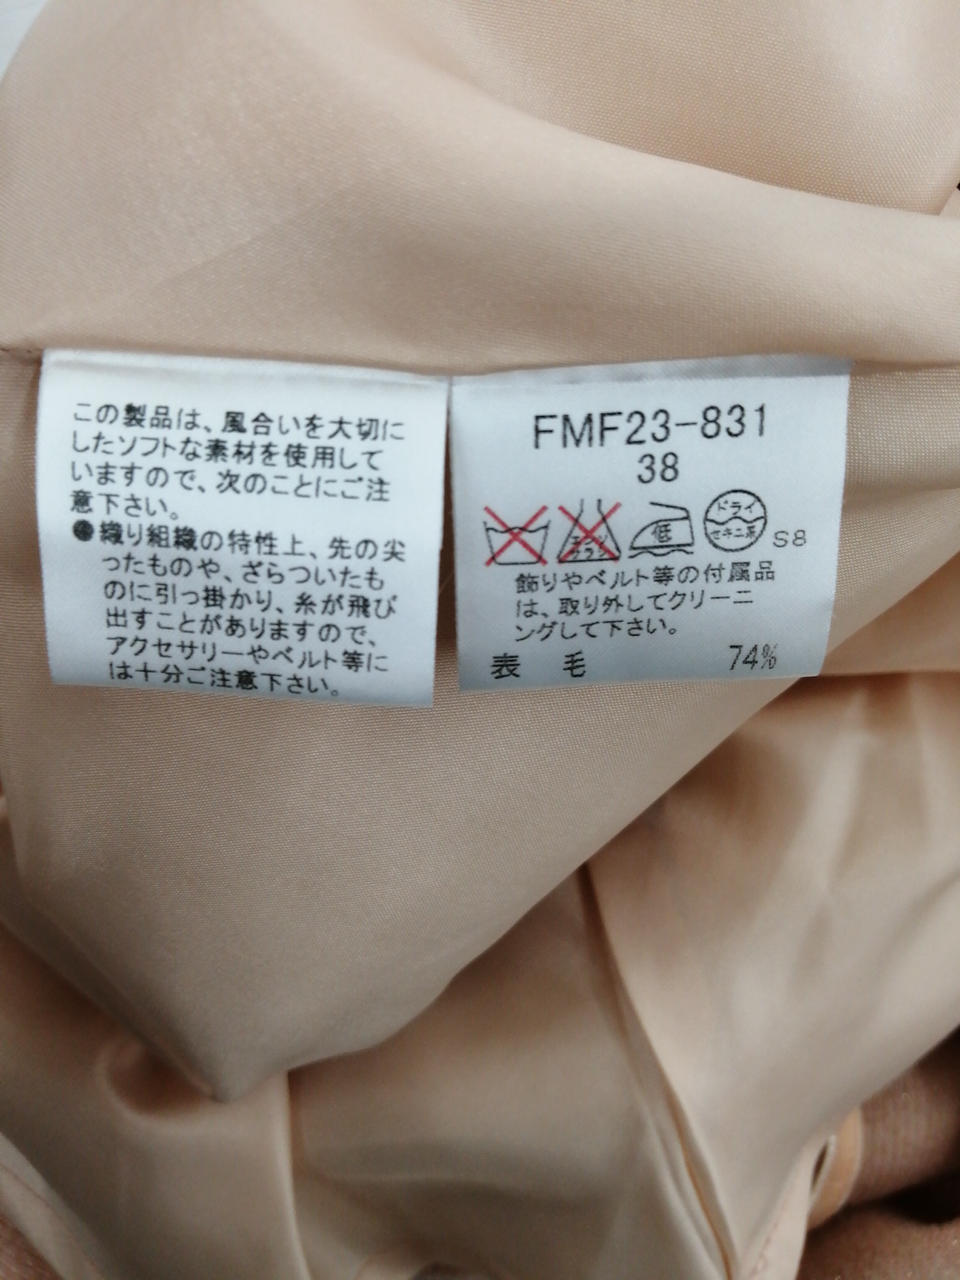 この製品は、風合いを大切に
したソフトな素材を使用して
いますので、次のことにご注
意下さい。
●織り組織の特性上、先の尖
ったものや、ざらついたも
のに引っ掛かり、糸が飛び
出すことがありますので、
アクセサリーやベルト等に
は十分ご注意下さい。
FMF23-831
38
エンソ
サラシ
低
ドライ
セキユ系
S8
飾りやベルト等の付属品
は、取り外してクリーニ
ングして下さい。
表 毛 74%